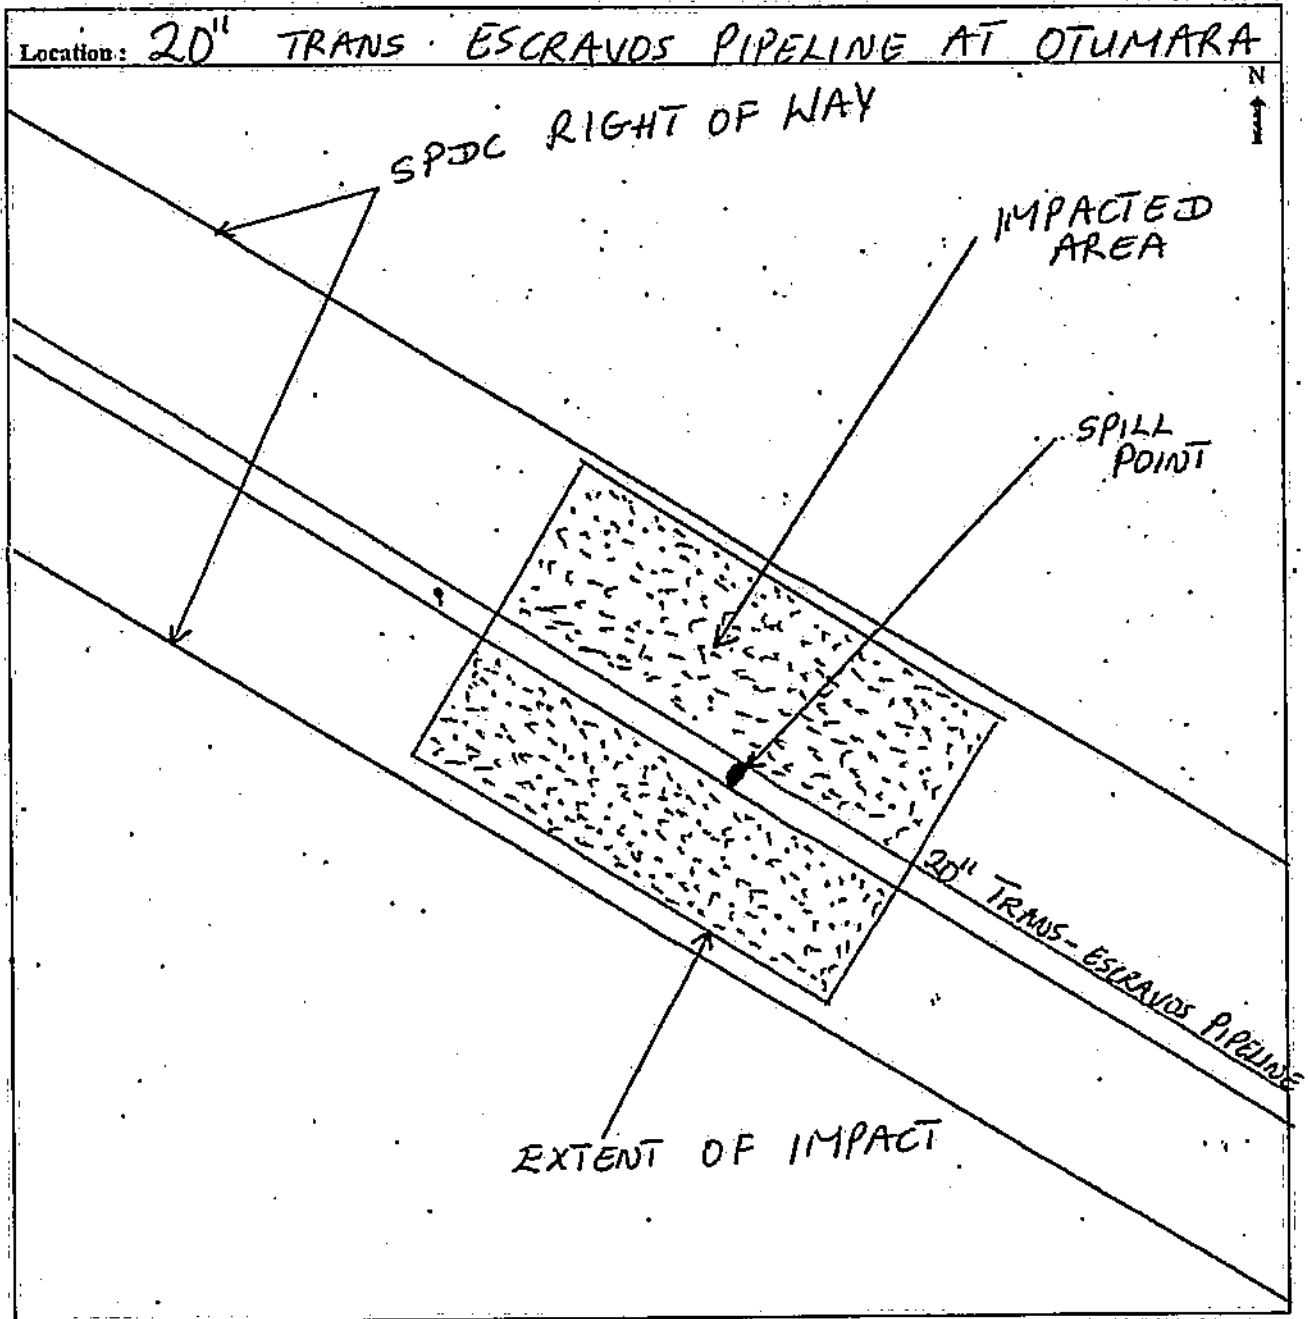 Location: 20" TRANS. ESCRAVOS PIPELINE AT OTUMARA
N
SPDC RIGHT OF WAY
IMPACTED
AREA
SPILL
POINT
20" TRANS-ESCRAVOS PIPELINE
EXTENT OF IMPACT